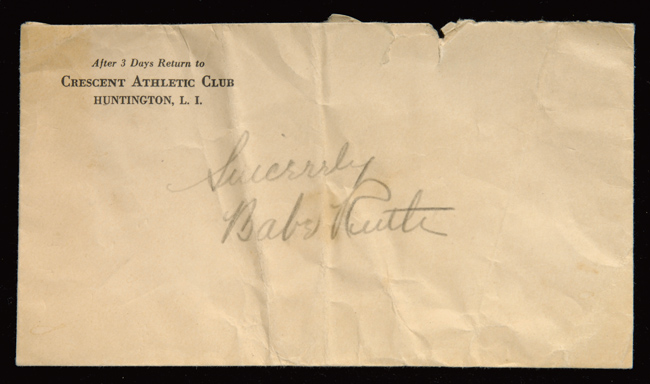 After 3 Days Return to
CRESCENT ATHLETIC CLUB
HUNTINGTON, L. I.
Sincerely
Babe Ruth